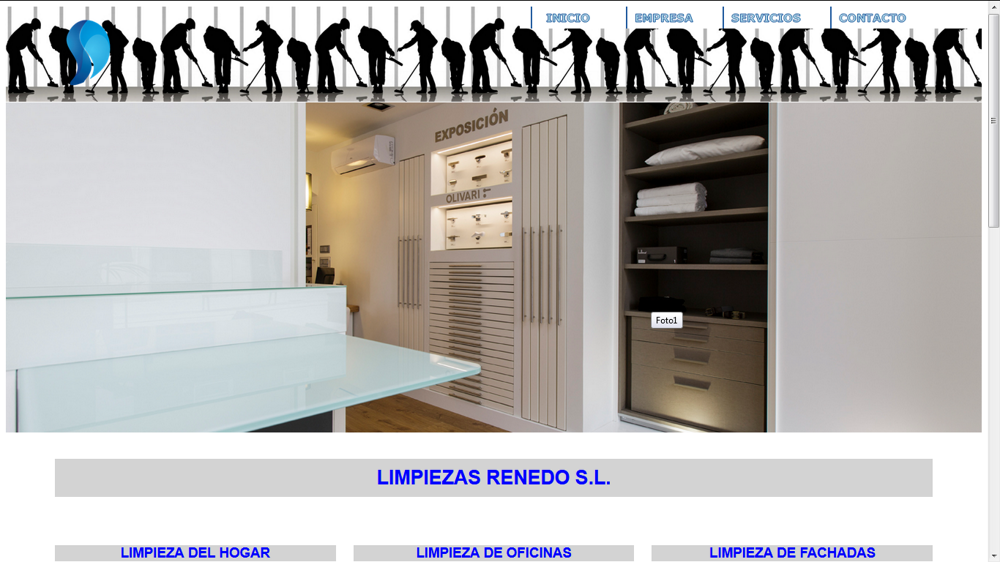 INICIO
EMPRESA
SERVICIOS
CONTACTO
EXPOSICIÓN
OLIVARI
Foto1
LIMPIEZAS RENEDO S.L.
LIMPIEZA DEL HOGAR
LIMPIEZA DE OFICINAS
LIMPIEZA DE FACHADAS